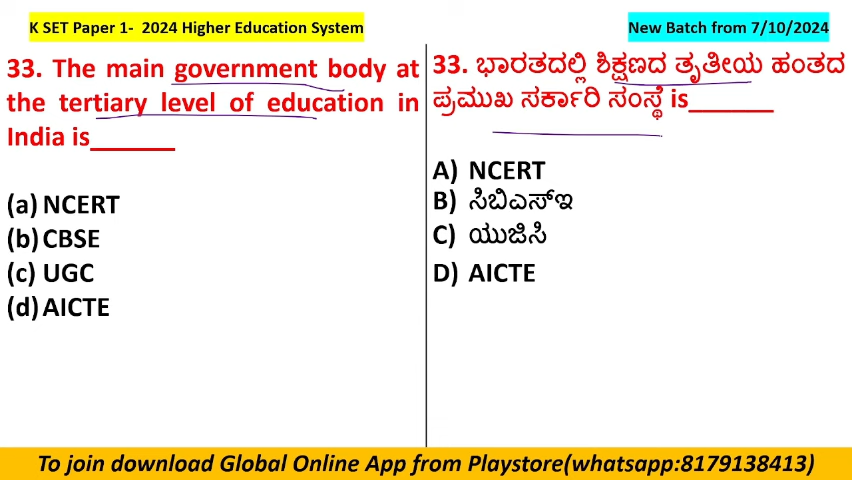 K SET Paper 1-  2024 Higher Education System
New Batch from 7/10/2024
33. The main government body at
the tertiary level of education in
India is______
(a) NCERT
(b) CBSE
(c) UGC
(d) AICTE
33. ಭಾರತದಲ್ಲಿ ಶಿಕ್ಷಣದ ತೃತೀಯ ಹಂತದ
ಪ್ರಮುಖ ಸರ್ಕಾರಿ ಸಂಸ್ಥೆ is______
A) NCERT
B) ಸಿಬಿಎಸ್ಇ
C) ಯುಜಿಸಿ
D) AICTE
To join download Global Online App from Playstore(whatsapp:8179138413)